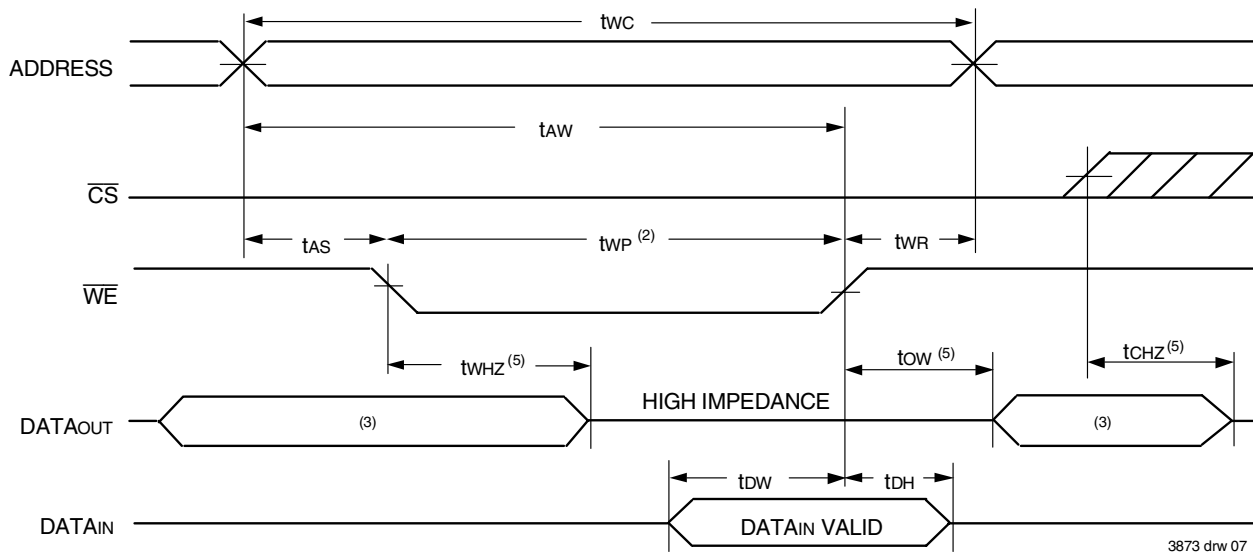 tWC
ADDRESS
tAW
CS
tAS
tWP (2)
tWR
WE
tWHZ (5)
tOW (5)
tCHZ (5)
HIGH IMPEDANCE
DATAOUT
(3)
(3)
tDW
tDH
DATAIN
DATAIN VALID
3873 drw 07